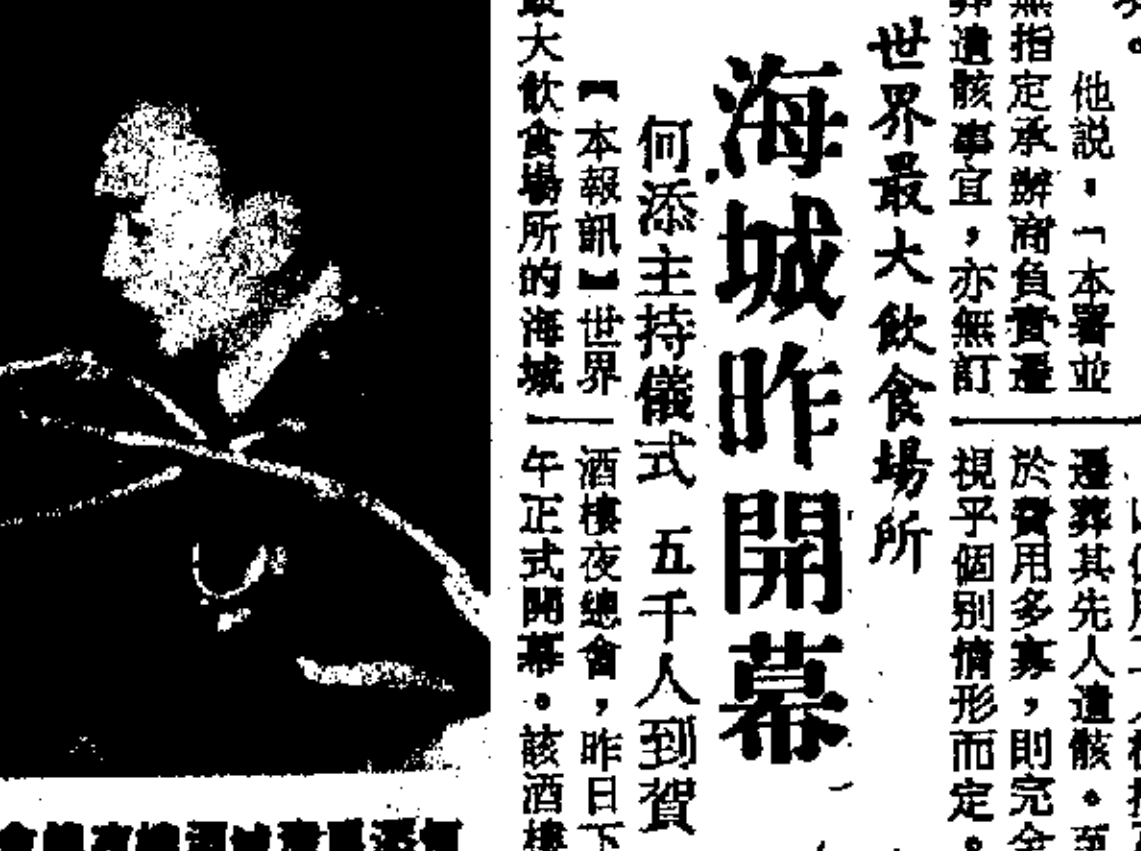 他説：「本署並
無指定承辦商負責遷
葬遺骸事宜，亦無訂
遷葬其先人遺骸。至
於費用多寡，則完全
視乎個別情形而定。
世界最大飲食場所
海城昨開幕
何添主持儀式 五千人到賀
【本報訊】世界
最大飲食場所的海城
酒樓夜總會，昨日下
午正式開幕。該酒樓